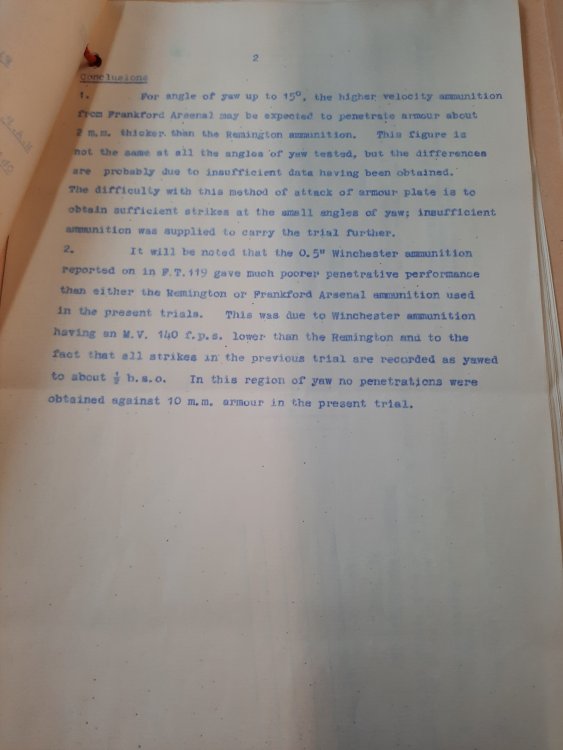 2
Conclusions
1. For angle of yaw up to 15°, the higher velocity ammunition
from Frankford Arsenal may be expected to penetrate armour about
2 m.m. thicker than the Remington ammunition. This figure is
not the same at all the angles of yaw tested, but the differences
are probably due to insufficient data having been obtained.
The difficulty with this method of attack of armour plate is to
obtain sufficient strikes at the small angles of yaw; insufficient
ammunition was supplied to carry the trial further.
2. It will be noted that the 0.5" Winchester ammunition
reported on in F.T.119 gave much poorer penetrative performance
than either the Remington or Frankford Arsenal ammunition used
in the present trials. This was due to Winchester ammunition
having an M.V. 140 f.p.s. lower than the Remington and to the
fact that all strikes in the previous trial are recorded as yawed
to about ½ b.s.o. In this region of yaw no penetrations were
obtained against 10 m.m. armour in the present trial.